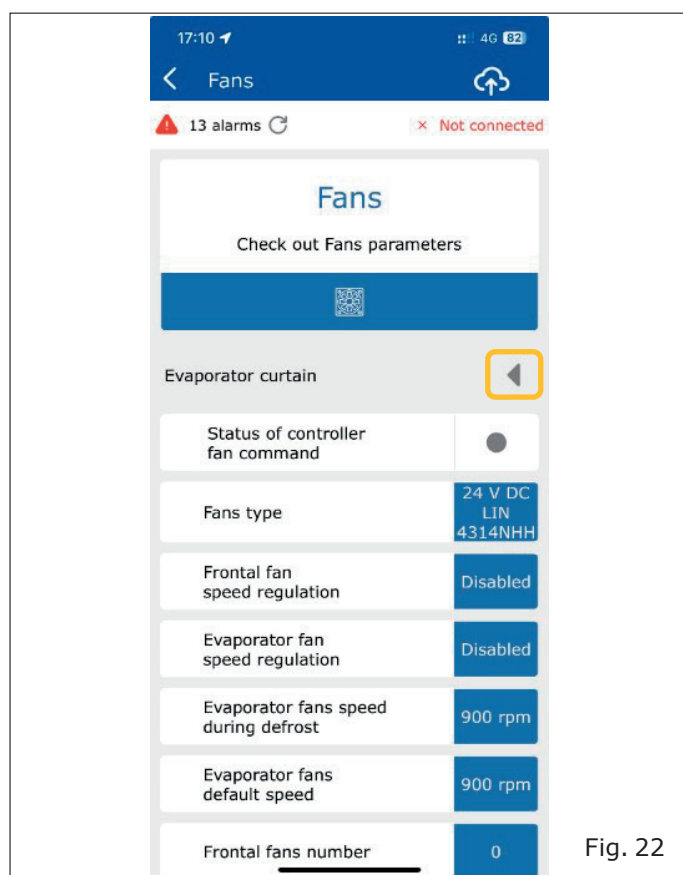 17:10
4G 82
Fans
13 alarms
× Not connected
Fans
Check out Fans parameters
Evaporator curtain
Status of controller
fan command
Fans type
24 V DC
LIN
4314NHH
Frontal fan
speed regulation
Disabled
Evaporator fan
speed regulation
Disabled
Evaporator fans speed
during defrost
900 rpm
Evaporator fans
default speed
900 rpm
Frontal fans number
0
Fig. 22